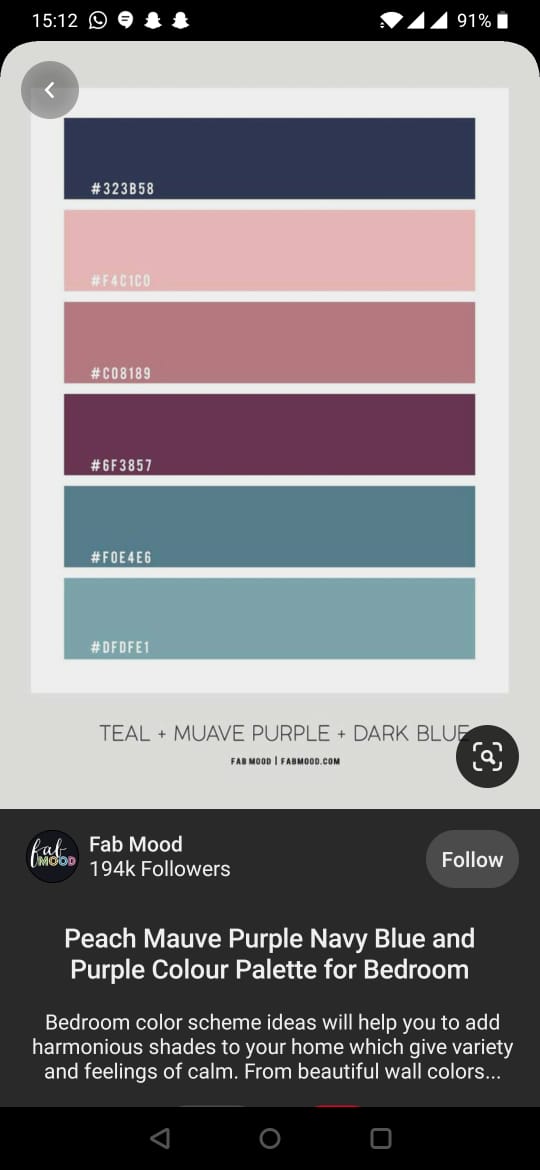 15:12 91%
#323B58
#F4C1C0
#C08189
#6F3857
#F0E4E6
#DFDFE1
TEAL + MUAVE PURPLE + DARK BLUE
FAB MOOD | FABMOOD.COM
fab MOOD
Fab Mood
194k Followers
Follow
Peach Mauve Purple Navy Blue and
Purple Colour Palette for Bedroom
Bedroom color scheme ideas will help you to add
harmonious shades to your home which give variety
and feelings of calm. From beautiful wall colors...